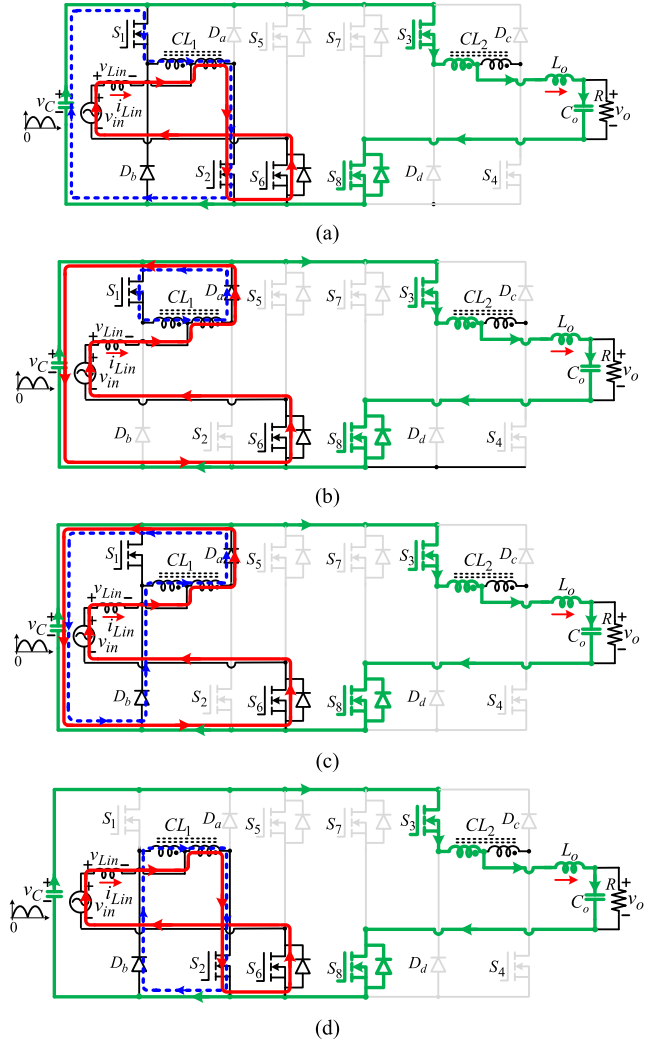 S1 CL1 Da S5 S7 S3 CL2 Dc
vLin + − Lo
vC + − iLin vin + − Co R + vo −
0
Db S2 S6 S8 Dd S4
(a)
S1 CL1 Da S5 S7 S3 CL2 Dc
+ vLin − Lo
vC + − iLin vin + − Co R + vo −
0
Db S2 S6 S8 Dd S4
(b)
S1 CL1 Da S5 S7 S3 CL2 Dc
+ vLin − Lo
vC + − iLin vin + − Co R + vo −
0
Db S2 S6 S8 Dd S4
(c)
S1 CL1 Da S5 S7 S3 CL2 Dc
+ vLin − Lo
vC + − iLin vin + − Co R + vo −
0
Db S2 S6 S8 Dd S4
(d)